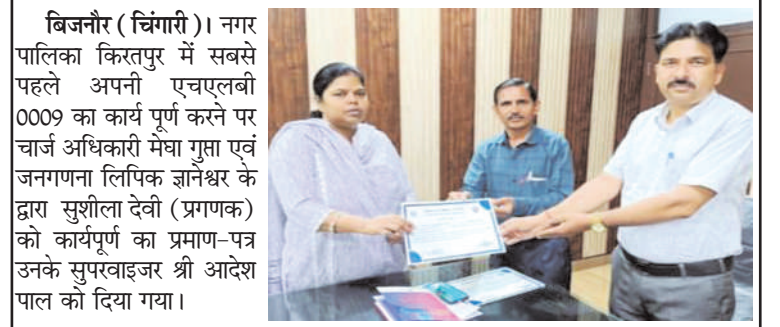 बिजनौर ( चिंगारी )। नगर
पालिका किरतपुर में सबसे
पहले अपनी एचएलबी
0009 का कार्य पूर्ण करने पर
चार्ज अधिकारी मेघा गुप्ता एवं
जनगणना लिपिक ज्ञानेश्वर के
द्वारा सुशीला देवी ( प्रगणक )
को कार्यपूर्ण का प्रमाण-पत्र
उनके सुपरवाइजर श्री आदेश
पाल को दिया गया।